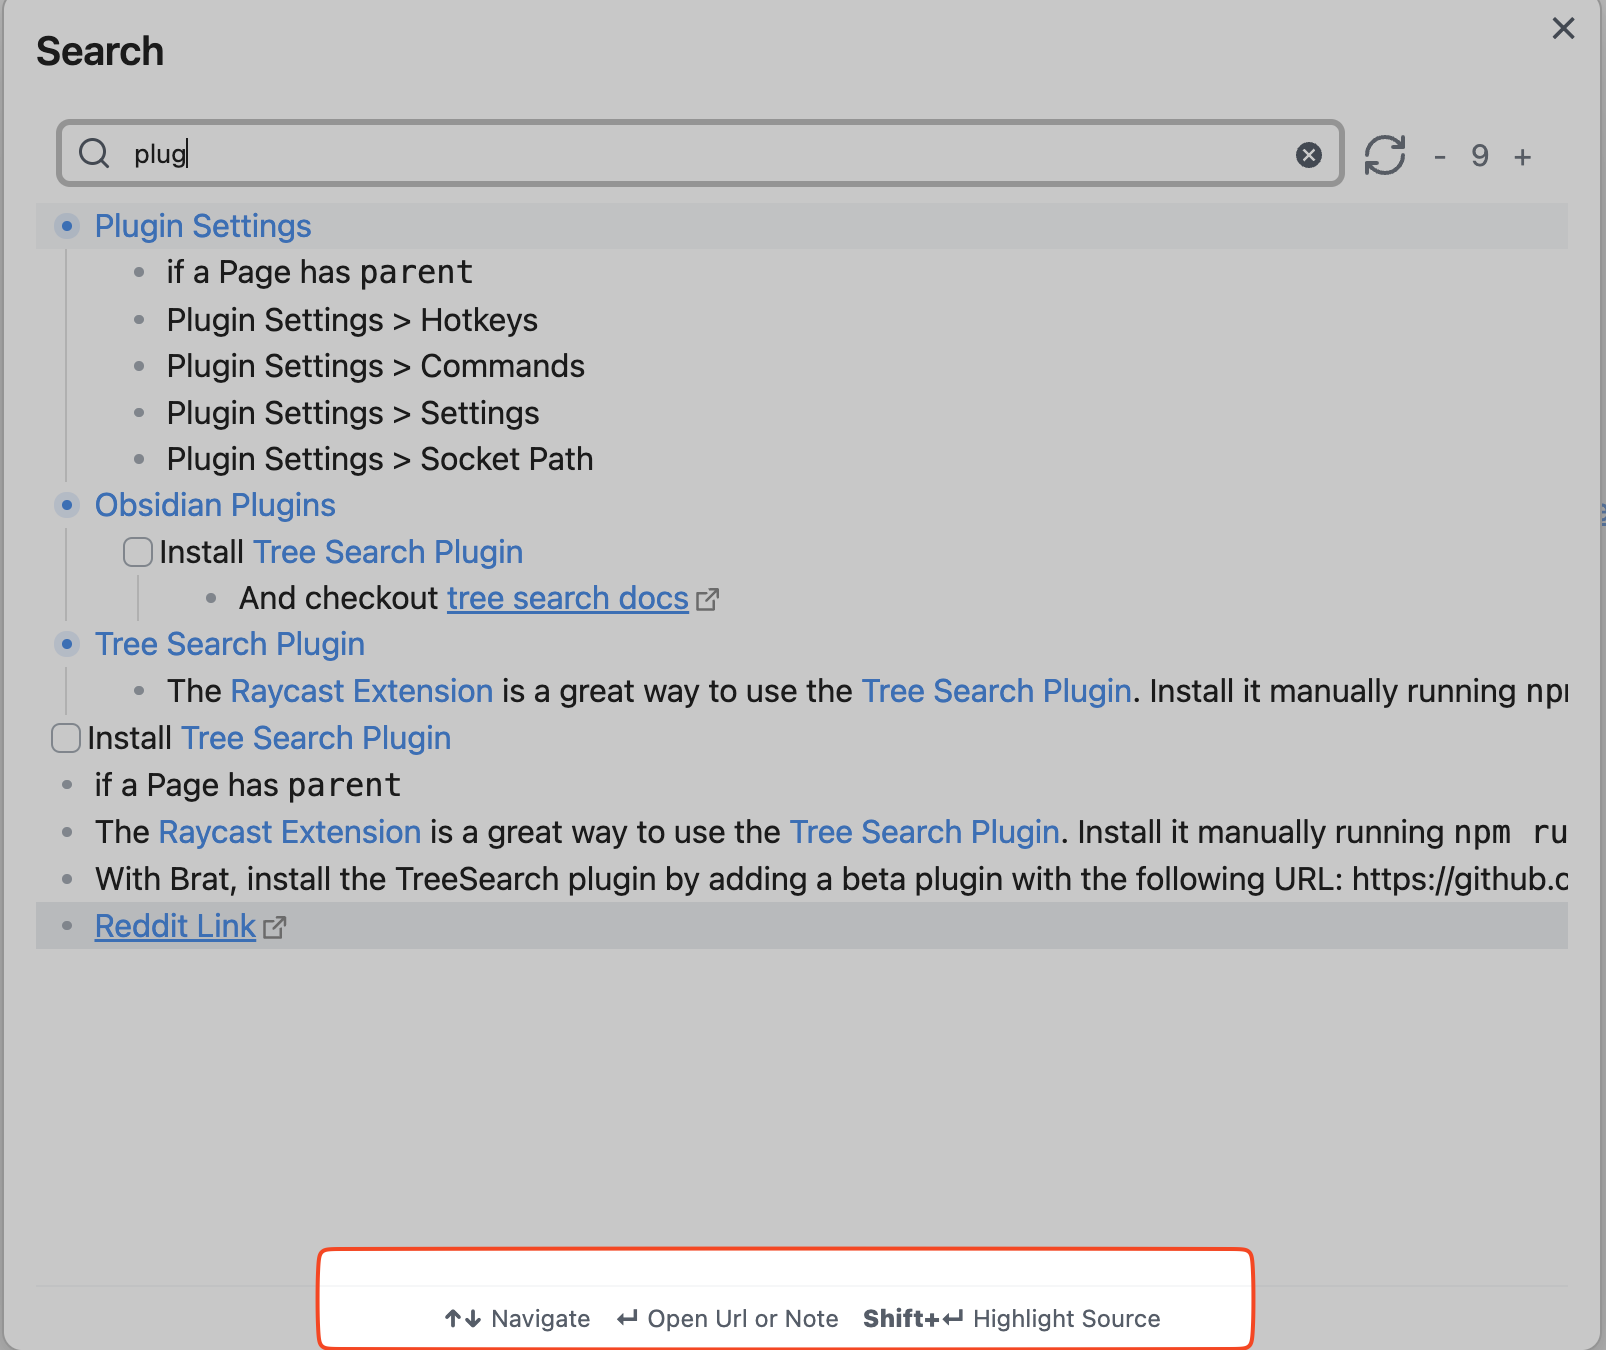 Search
plug
- 9 +
Plugin Settings
if a Page has parent
Plugin Settings > Hotkeys
Plugin Settings > Commands
Plugin Settings > Settings
Plugin Settings > Socket Path
Obsidian Plugins
Install Tree Search Plugin
And checkout tree search docs
Tree Search Plugin
The Raycast Extension is a great way to use the Tree Search Plugin. Install it manually running
Install Tree Search Plugin
if a Page has parent
The Raycast Extension is a great way to use the Tree Search Plugin. Install it manually running npm ru
With Brat, install the TreeSearch plugin by adding a beta plugin with the following URL: https://github.c
Reddit Link
↑↓ Navigate ↵ Open Url or Note Shift+↵ Highlight Source